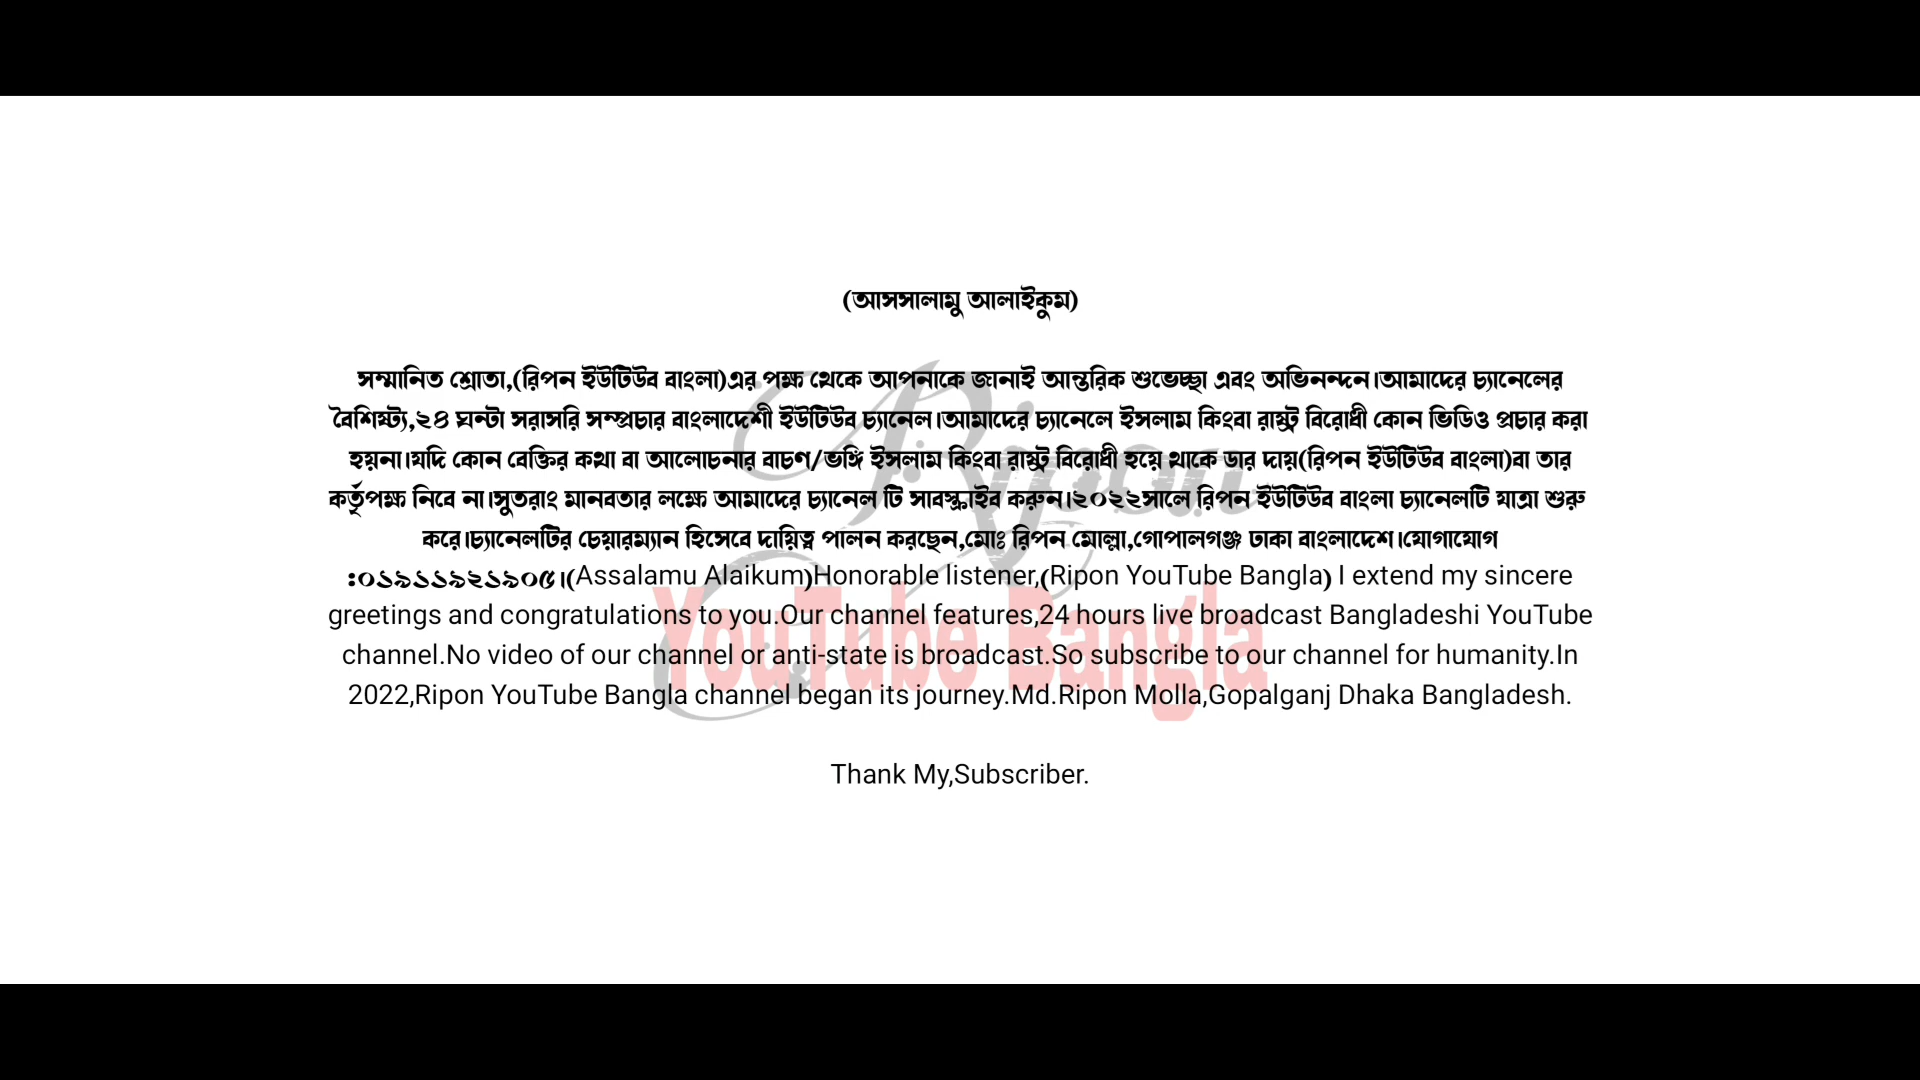 (আসসালামু আলাইকুম)
সম্মানিত শ্রোতা,(রিপন ইউটিউব বাংলা)এর পক্ষ থেকে আপনাকে জানাই আন্তরিক শুভেচ্ছা এবং অভিনন্দন।আমাদের চ্যানেলের
বৈশিষ্ট্য,২৪ ঘন্টা সরাসরি সম্প্রচার বাংলাদেশী ইউটিউব চ্যানেল।আমাদের চ্যানেলে ইসলাম কিংবা রাষ্ট্র বিরোধী কোন ভিডিও প্রচার করা
হয়না।যদি কোন বেক্তির কথা বা আলোচনার বাচণ/ভঙ্গি ইসলাম কিংবা রাষ্ট্র বিরোধী হয়ে থাকে ডার দায়(রিপন ইউটিউব বাংলা)বা তার
কর্তৃপক্ষ নিবে না।সুতরাং মানবতার লক্ষে আমাদের চ্যানেল টি সাবস্ক্রাইব করুন।২০২২সালে রিপন ইউটিউব বাংলা চ্যানেলটি যাত্রা শুরু
করে।চ্যানেলটির চেয়ারম্যান হিসেবে দায়িত্ব পালন করছেন,মোঃ রিপন মোল্লা,গোপালগঞ্জ ঢাকা বাংলাদেশ।যোগাযোগ
:০১৯১১৯২১৯০৫।(Assalamu Alaikum)Honorable listener,(Ripon YouTube Bangla) I extend my sincere
greetings and congratulations to you.Our channel features,24 hours live broadcast Bangladeshi YouTube
channel.No video of our channel or anti-state is broadcast.So subscribe to our channel for humanity.In
2022,Ripon YouTube Bangla channel began its journey.Md.Ripon Molla,Gopalganj Dhaka Bangladesh.
Thank My,Subscriber.
Ripon
YouTube Bangla